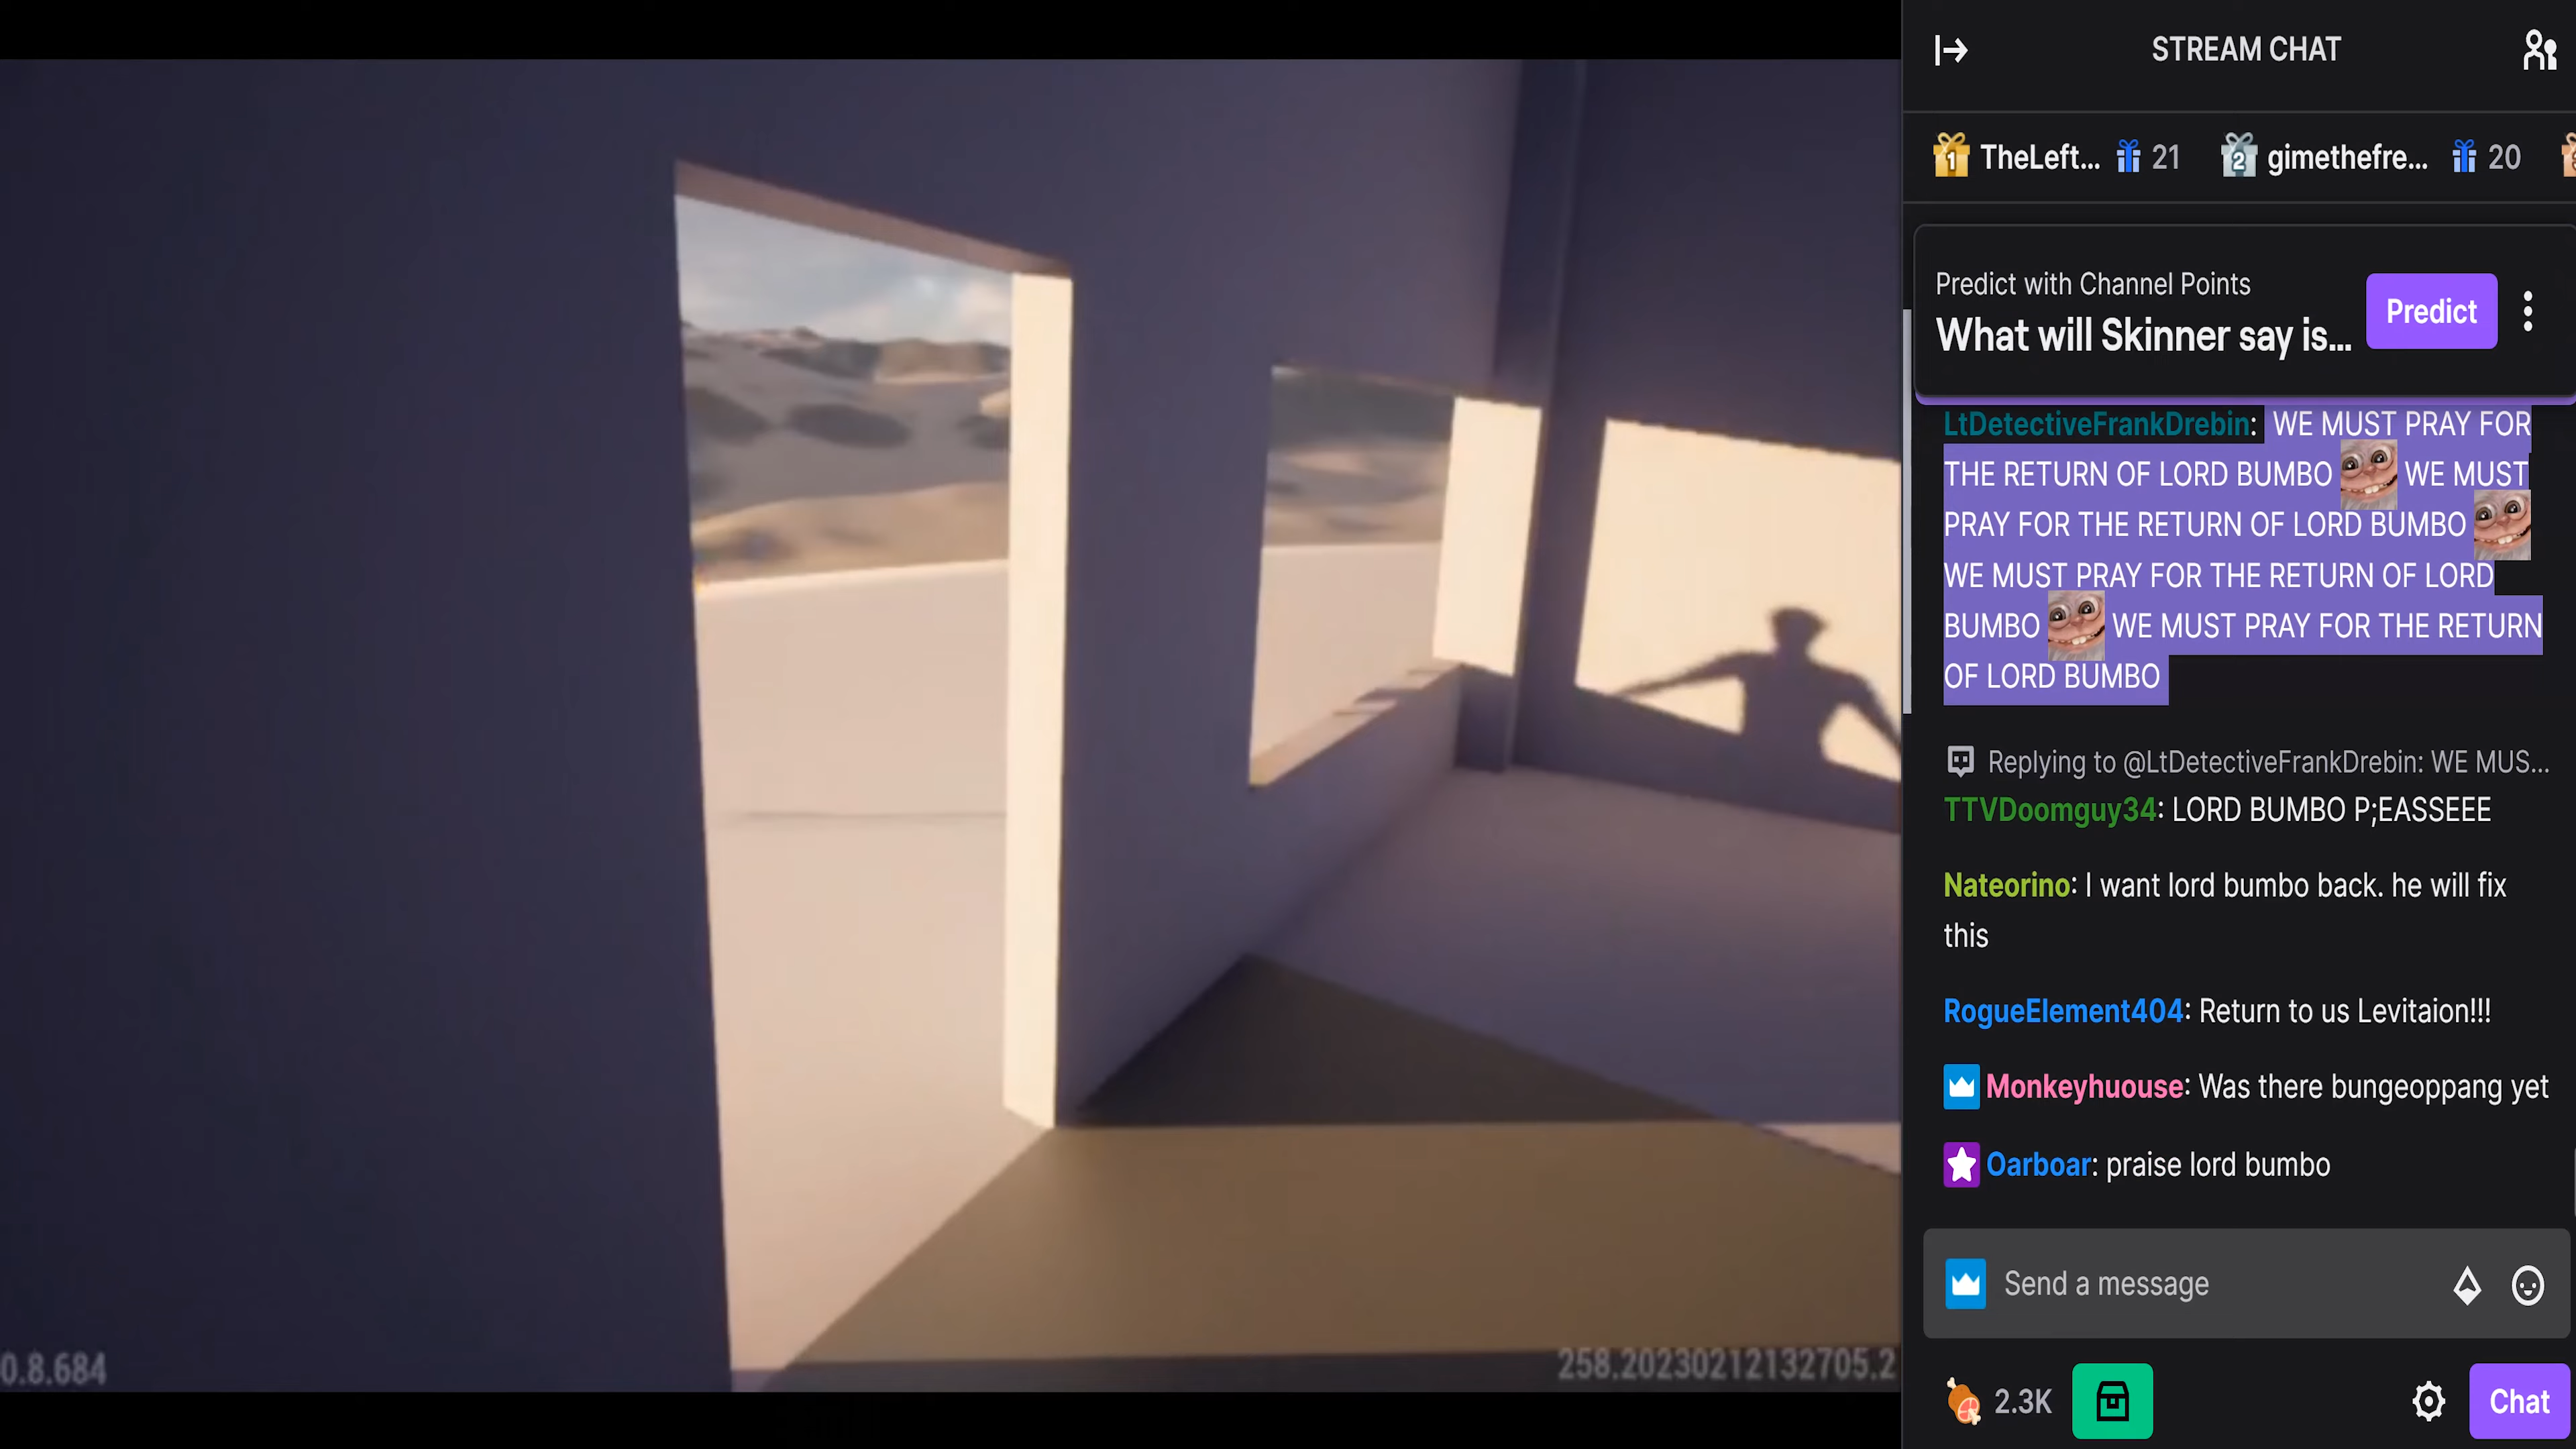 STREAM CHAT
TheLeft... 21 gimethefre... 20
Predict with Channel Points
What will Skinner say is...
Predict
LtDetectiveFrankDrebin: WE MUST PRAY FOR
THE RETURN OF LORD BUMBO WE MUST
PRAY FOR THE RETURN OF LORD BUMBO
WE MUST PRAY FOR THE RETURN OF LORD
BUMBO WE MUST PRAY FOR THE RETURN
OF LORD BUMBO
Replying to @LtDetectiveFrankDrebin: WE MUS...
TTVDoomguy34: LORD BUMBO P;EASSEEE
Nateorino: I want lord bumbo back. he will fix
this
RogueElement404: Return to us Levitaion!!!
Monkeyhuouse: Was there bungeoppang yet
Oarboar: praise lord bumbo
Send a message
2.3K
Chat
0.8.684
258.20230212132705.2